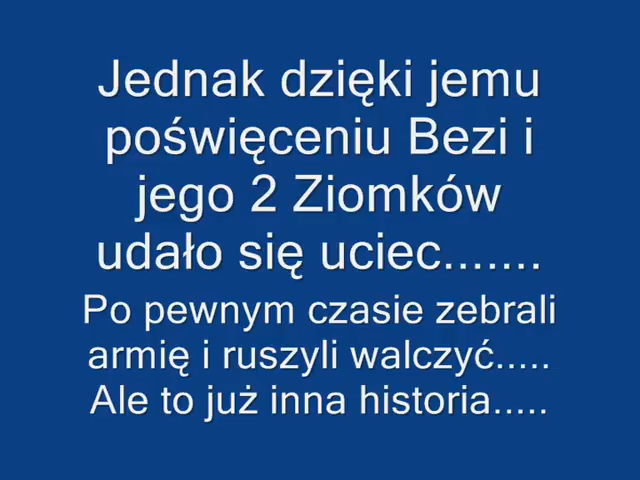 Jednak dzięki jemu
poświęceniu Bezi i
jego 2 Ziomków
udało się uciec.......
Po pewnym czasie zebrali
armię i ruszyli walczyć.....
Ale to już inna historia.....